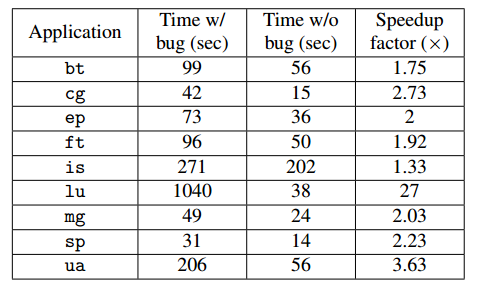 Application Time w/ bug (sec) Time w/o bug (sec) Speedup factor (×)
bt 99 56 1.75
cg 42 15 2.73
ep 73 36 2
ft 96 50 1.92
is 271 202 1.33
lu 1040 38 27
mg 49 24 2.03
sp 31 14 2.23
ua 206 56 3.63